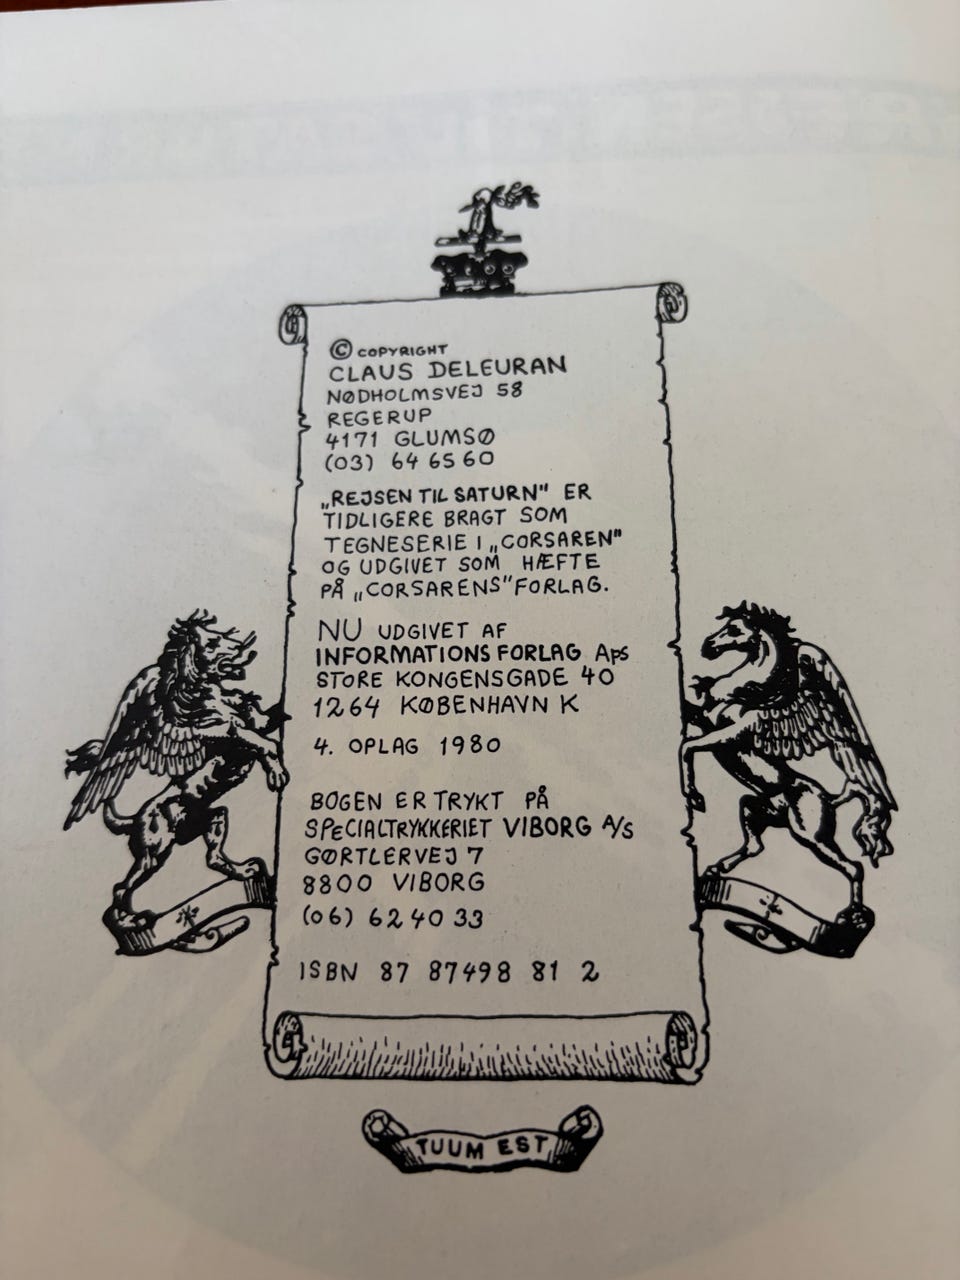 © COPYRIGHT
CLAUS DELEURAN
NØDHOLMSVEJ 58
REGERUP
4171 GLUMSØ
(03) 64 65 60
„REJSEN TIL SATURN" ER
TIDLIGERE BRAGT SOM
TEGNESERIE I „CORSAREN"
OG UDGIVET SOM HÆFTE
PÅ „CORSARENS" FORLAG.
NU UDGIVET AF
INFORMATIONS FORLAG ApS
STORE KONGENSGADE 40
1264 KØBENHAVN K
4. OPLAG 1980
BOGEN ER TRYKT PÅ
SPECIALTRYKKERIET VIBORG A/S
GØRTLERVEJ 7
8800 VIBORG
(06) 62 40 33
ISBN 87 87498 81 2
TUUM EST